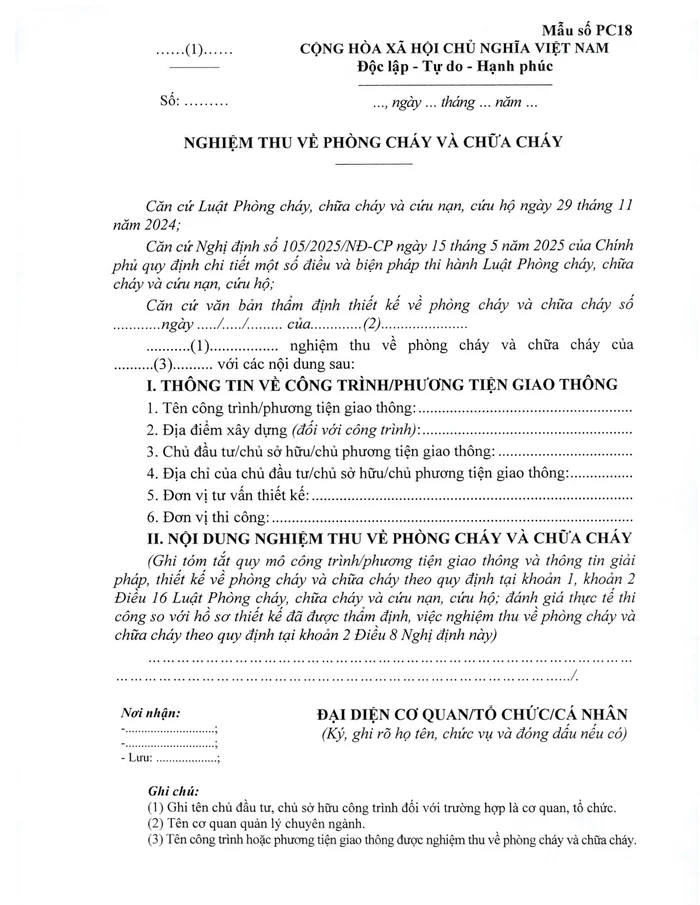 Mẫu số PC18
……(1)……
CỘNG HÒA XÃ HỘI CHỦ NGHĨA VIỆT NAM
Độc lập - Tự do - Hạnh phúc
Số: ………
…, ngày … tháng … năm …
NGHIỆM THU VỀ PHÒNG CHÁY VÀ CHỮA CHÁY
Căn cứ Luật Phòng cháy, chữa cháy và cứu nạn, cứu hộ ngày 29 tháng 11
năm 2024;
Căn cứ Nghị định số 105/2025/NĐ-CP ngày 15 tháng 5 năm 2025 của Chính
phủ quy định chi tiết một số điều và biện pháp thi hành Luật Phòng cháy, chữa
cháy và cứu nạn, cứu hộ;
Căn cứ văn bản thẩm định thiết kế về phòng cháy và chữa cháy số
............ngày ...../...../......... của.............(2)......................
...........(1)................. nghiệm thu về phòng cháy và chữa cháy của
..........(3).......... với các nội dung sau:
I. THÔNG TIN VỀ CÔNG TRÌNH/PHƯƠNG TIỆN GIAO THÔNG
1. Tên công trình/phương tiện giao thông:.................................................
2. Địa điểm xây dựng (đối với công trình):................................................
3. Chủ đầu tư/chủ sở hữu/chủ phương tiện giao thông: ...............................
4. Địa chỉ của chủ đầu tư/chủ sở hữu/chủ phương tiện giao thông:...............
5. Đơn vị tư vấn thiết kế:..........................................................................
6. Đơn vị thi công:...................................................................................
II. NỘI DUNG NGHIỆM THU VỀ PHÒNG CHÁY VÀ CHỮA CHÁY
(Ghi tóm tắt quy mô công trình/phương tiện giao thông và thông tin giải
pháp, thiết kế về phòng cháy và chữa cháy theo quy định tại khoản 1, khoản 2
Điều 16 Luật Phòng cháy, chữa cháy và cứu nạn, cứu hộ; đánh giá thực tế thi
công so với hồ sơ thiết kế đã được thẩm định, việc nghiệm thu về phòng cháy và
chữa cháy theo quy định tại khoản 2 Điều 8 Nghị định này)
………………………………………………………………………………
……………………………………………………………………………/.
Nơi nhận:
-...........................;
-...........................;
- Lưu: ....................;
ĐẠI DIỆN CƠ QUAN/TỔ CHỨC/CÁ NHÂN
(Ký, ghi rõ họ tên, chức vụ và đóng dấu nếu có)
Ghi chú:
(1) Ghi tên chủ đầu tư, chủ sở hữu công trình đối với trường hợp là cơ quan, tổ chức.
(2) Tên cơ quan quản lý chuyên ngành.
(3) Tên công trình hoặc phương tiện giao thông được nghiệm thu về phòng cháy và chữa cháy.